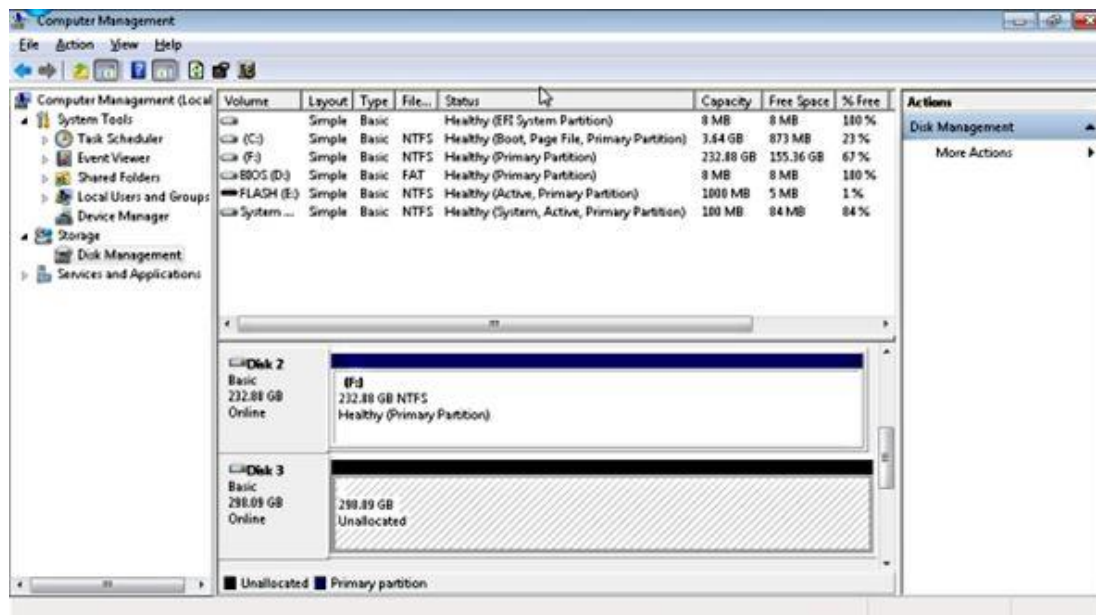 Computer Management
File Action View Help
Computer Management (Local
System Tools
Task Scheduler
Event Viewer
Shared Folders
Local Users and Groups
Device Manager
Storage
Disk Management
Services and Applications
Volume Layout Type File... Status Capacity Free Space % Free
Simple Basic Healthy (EFI System Partition) 8 MB 8 MB 100 %
(C:) Simple Basic NTFS Healthy (Boot, Page File, Primary Partition) 3.64 GB 873 MB 23 %
(F:) Simple Basic NTFS Healthy (Primary Partition) 232.88 GB 155.36 GB 67 %
(D:) Simple Basic FAT Healthy (Primary Partition) 8 MB 8 MB 100 %
FLASH (E:) Simple Basic NTFS Healthy (Active, Primary Partition) 1000 MB 5 MB 1 %
System ... Simple Basic NTFS Healthy (System, Active, Primary Partition) 100 MB 84 MB 84 %
Disk 2
Basic
232.88 GB
Online
(F:)
232.88 GB NTFS
Healthy (Primary Partition)
Disk 3
Basic
298.09 GB
Online
298.09 GB
Unallocated
Unallocated Primary partition
Actions
Disk Management
More Actions